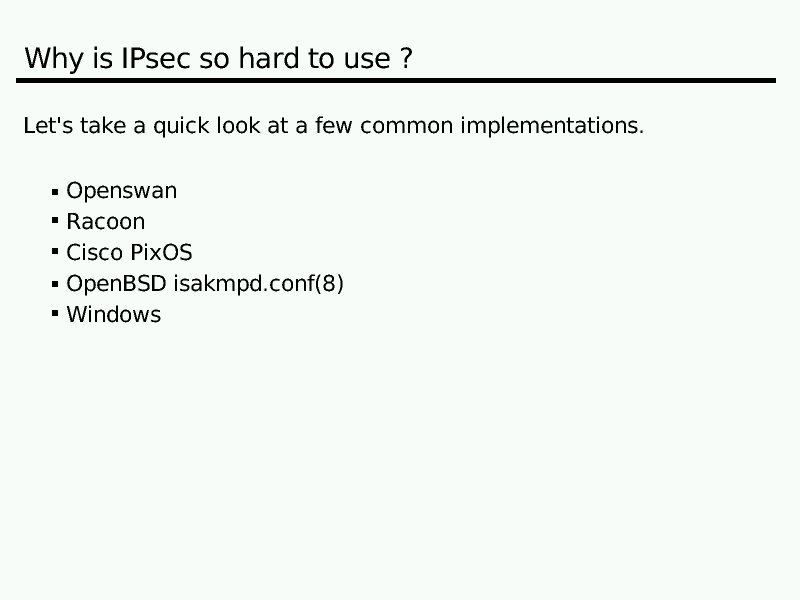 Why is IPsec so hard to use ?
Let's take a quick look at a few common implementations.
▪ Openswan
▪ Racoon
▪ Cisco PixOS
▪ OpenBSD isakmpd.conf(8)
▪ Windows